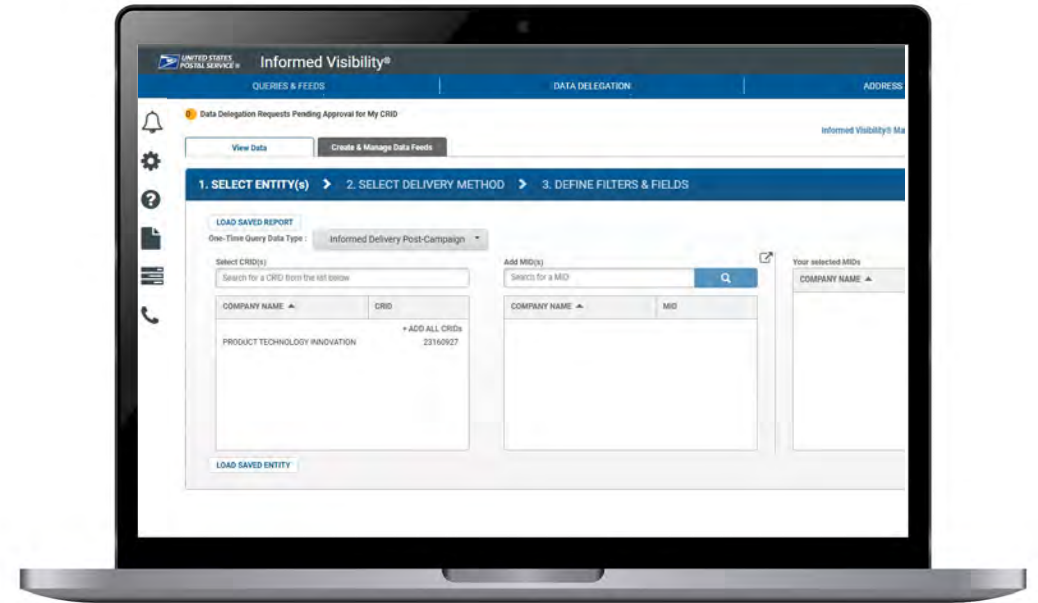 UNITED STATES
POSTAL SERVICE ®
Informed Visibility®
QUERIES & FEEDS
DATA DELEGATION
ADDRESS
0 Data Delegation Requests Pending Approval for My CRID
Informed Visibility® Ma
View Data
Create & Manage Data Feeds
1. SELECT ENTITY(s) > 2. SELECT DELIVERY METHOD > 3. DEFINE FILTERS & FIELDS
LOAD SAVED REPORT
One-Time Query Data Type : Informed Delivery Post-Campaign
Select CRID(s)
Search for a CRID from the list below
COMPANY NAME CRID
+ ADD ALL CRIDs
PRODUCT TECHNOLOGY INNOVATION 23160927
LOAD SAVED ENTITY
Add MID(s)
Search for a MID
COMPANY NAME MID
Your selected MIDs
COMPANY NAME